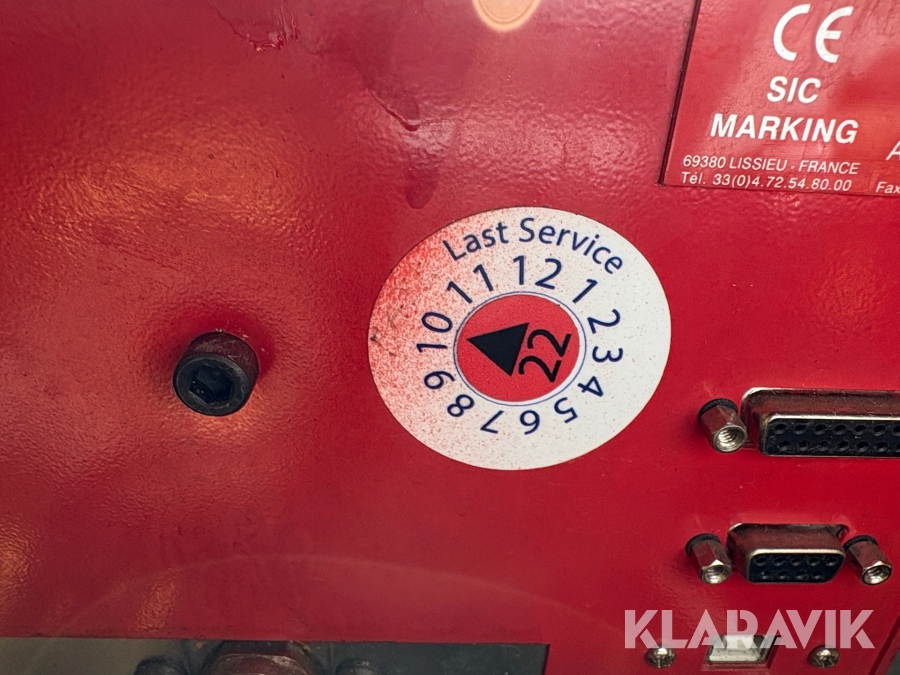 CE
SIC
MARKING
69380 LISSIEU - FRANCE
Tél. 33(0)4.72.54.80.00
Fax
Last Service
12
1
2
3
4
5
6
7
8
9
10
11
22
KLARAVIK